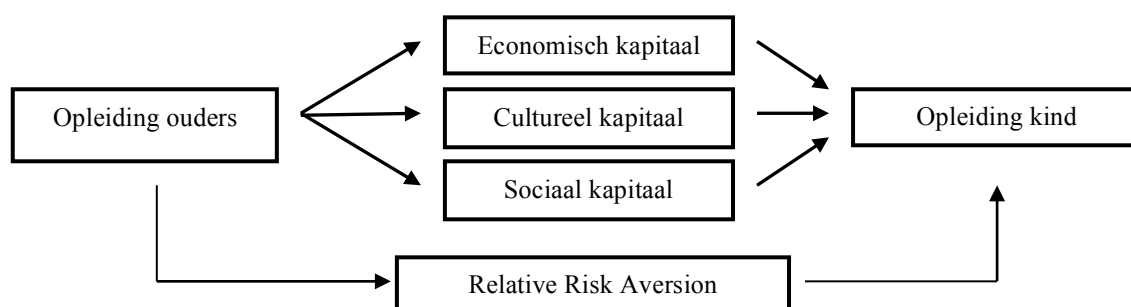 Economisch kapitaal
Opleiding ouders
Cultureel kapitaal
Opleiding kind
Sociaal kapitaal
Relative Risk Aversion